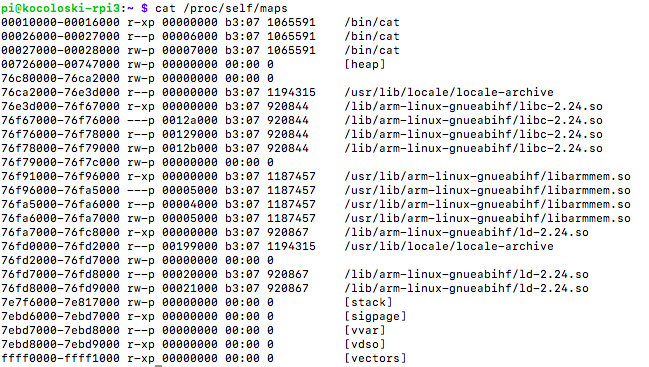 pi@kocoloski-rpi3:~ $ cat /proc/self/maps
00010000-00016000 r-xp 00000000 b3:07 1065591    /bin/cat
00026000-00027000 r--p 00006000 b3:07 1065591    /bin/cat
00027000-00028000 rw-p 00007000 b3:07 1065591    /bin/cat
00726000-00747000 rw-p 00000000 00:00 0          [heap]
76c80000-76ca2000 rw-p 00000000 00:00 0
76ca2000-76e3d000 r--p 00000000 b3:07 1194315    /usr/lib/locale/locale-archive
76e3d000-76f67000 r-xp 00000000 b3:07 920844     /lib/arm-linux-gnueabihf/libc-2.24.so
76f67000-76f76000 ---p 0012a000 b3:07 920844     /lib/arm-linux-gnueabihf/libc-2.24.so
76f76000-76f78000 r--p 00129000 b3:07 920844     /lib/arm-linux-gnueabihf/libc-2.24.so
76f78000-76f79000 rw-p 0012b000 b3:07 920844     /lib/arm-linux-gnueabihf/libc-2.24.so
76f79000-76f7c000 rw-p 00000000 00:00 0
76f91000-76f96000 r-xp 00000000 b3:07 1187457    /usr/lib/arm-linux-gnueabihf/libarmmem.so
76f96000-76fa5000 ---p 00005000 b3:07 1187457    /usr/lib/arm-linux-gnueabihf/libarmmem.so
76fa5000-76fa6000 r--p 00004000 b3:07 1187457    /usr/lib/arm-linux-gnueabihf/libarmmem.so
76fa6000-76fa7000 rw-p 00005000 b3:07 1187457    /usr/lib/arm-linux-gnueabihf/libarmmem.so
76fa7000-76fc8000 r-xp 00000000 b3:07 920867     /lib/arm-linux-gnueabihf/ld-2.24.so
76fd0000-76fd2000 r--p 00199000 b3:07 1194315    /usr/lib/locale/locale-archive
76fd2000-76fd7000 rw-p 00000000 00:00 0
76fd7000-76fd8000 r--p 00020000 b3:07 920867     /lib/arm-linux-gnueabihf/ld-2.24.so
76fd8000-76fd9000 rw-p 00021000 b3:07 920867     /lib/arm-linux-gnueabihf/ld-2.24.so
7e7f6000-7e817000 rw-p 00000000 00:00 0          [stack]
7ebd6000-7ebd7000 r-xp 00000000 00:00 0          [sigpage]
7ebd7000-7ebd8000 r--p 00000000 00:00 0          [vvar]
7ebd8000-7ebd9000 r-xp 00000000 00:00 0          [vdso]
ffff0000-ffff1000 r-xp 00000000 00:00 0          [vectors]